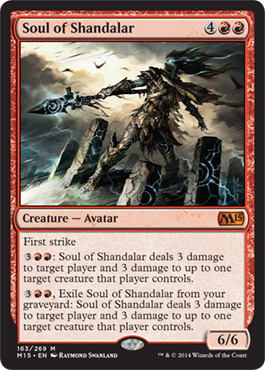 Soul of Shandalar 4
Creature — Avatar M15
First strike
3: Soul of Shandalar deals 3 damage
to target player and 3 damage to up to one
target creature that player controls.
3, Exile Soul of Shandalar from your
graveyard: Soul of Shandalar deals 3 damage
to target player and 3 damage to up to one
target creature that player controls.
6/6
163/269 M
M15 • EN RAYMOND SWANLAND ™ & © 2014 Wizards of the Coast